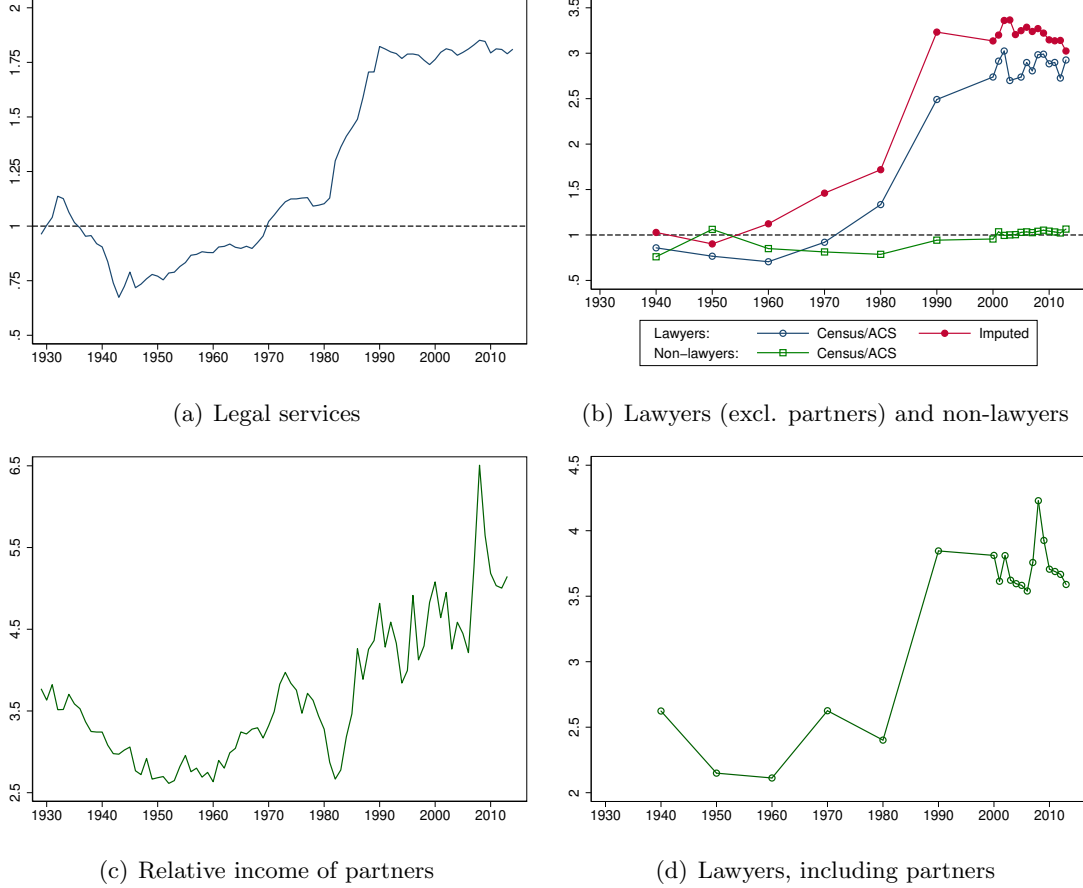 2
1.75
1.5
1.25
1
.75
.5
1930 1940 1950 1960 1970 1980 1990 2000 2010
(a) Legal services
3.5
3
2.5
2
1.5
1
.5
1930 1940 1950 1960 1970 1980 1990 2000 2010
Lawyers: Census/ACS Imputed
Non−lawyers: Census/ACS
(b) Lawyers (excl. partners) and non-lawyers
6.5
5.5
4.5
3.5
2.5
1930 1940 1950 1960 1970 1980 1990 2000 2010
(c) Relative income of partners
4.5
4
3.5
3
2.5
2
1930 1940 1950 1960 1970 1980 1990 2000 2010
(d) Lawyers, including partners